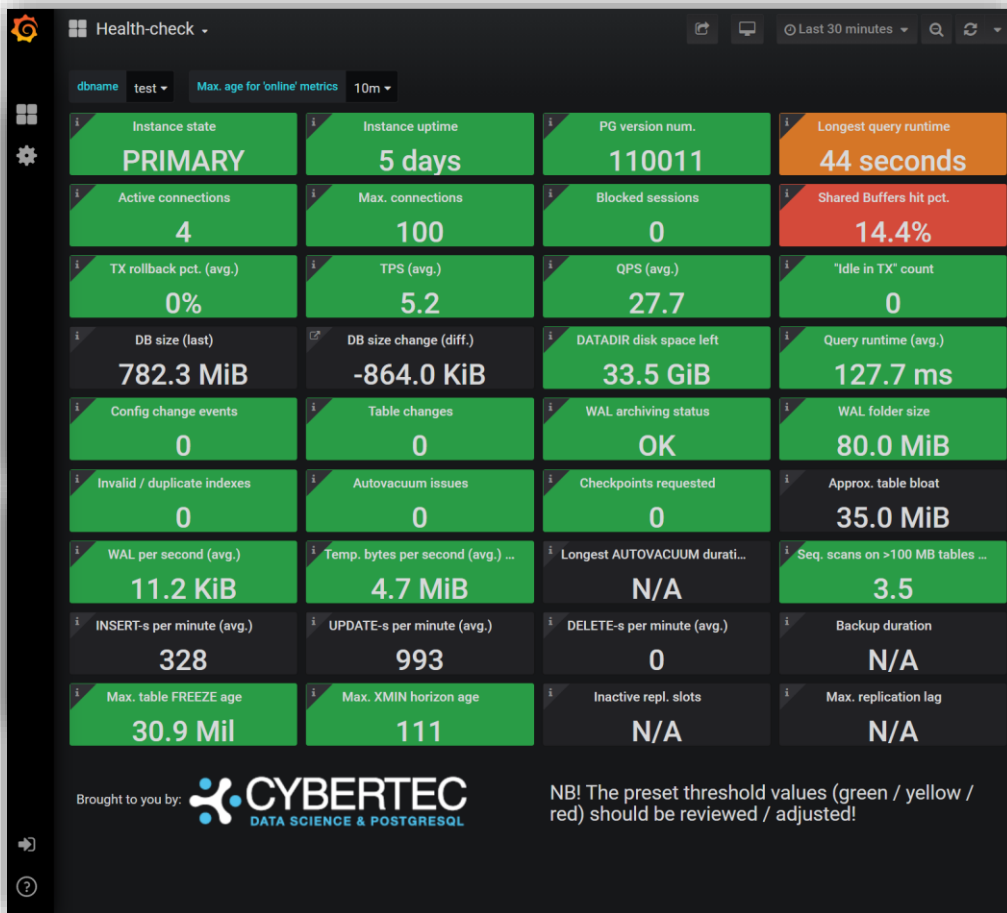 Health-check
Last 30 minutes
dbname test Max. age for 'online' metrics 10m
Instance state Instance uptime PG version num. Longest query runtime
PRIMARY 5 days 110011 44 seconds
Active connections Max. connections Blocked sessions Shared Buffers hit pct.
4 100 0 14.4%
TX rollback pct. (avg.) TPS (avg.) QPS (avg.) "Idle in TX" count
0% 5.2 27.7 0
DB size (last) DB size change (diff.) DATADIR disk space left Query runtime (avg.)
782.3 MiB -864.0 KiB 33.5 GiB 127.7 ms
Config change events Table changes WAL archiving status WAL folder size
0 0 OK 80.0 MiB
Invalid / duplicate indexes Autovacuum issues Checkpoints requested Approx. table bloat
0 0 0 35.0 MiB
WAL per second (avg.) Temp. bytes per second (avg.) ... Longest AUTOVACUUM durati... Seq. scans on >100 MB tables ...
11.2 KiB 4.7 MiB N/A 3.5
INSERT-s per minute (avg.) UPDATE-s per minute (avg.) DELETE-s per minute (avg.) Backup duration
328 993 0 N/A
Max. table FREEZE age Max. XMIN horizon age Inactive repl. slots Max. replication lag
30.9 Mil 111 N/A N/A
Brought to you by: CYBERTEC
DATA SCIENCE & POSTGRESQL
NB! The preset threshold values (green / yellow /
red) should be reviewed / adjusted!